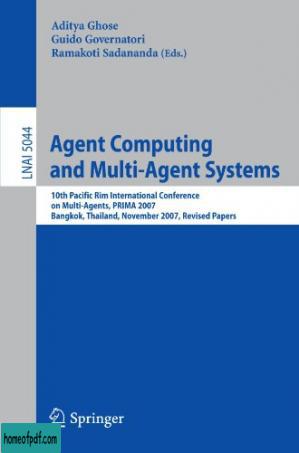 Aditya Ghose
Guido Governatori
Ramakoti Sadananda (Eds.)
LNAI 5044
Agent Computing
and Multi-Agent Systems
10th Pacific Rim International Conference
on Multi-Agents, PRIMA 2007
Bangkok, Thailand, November 2007, Revised Papers
Springer
homeofpdf.com